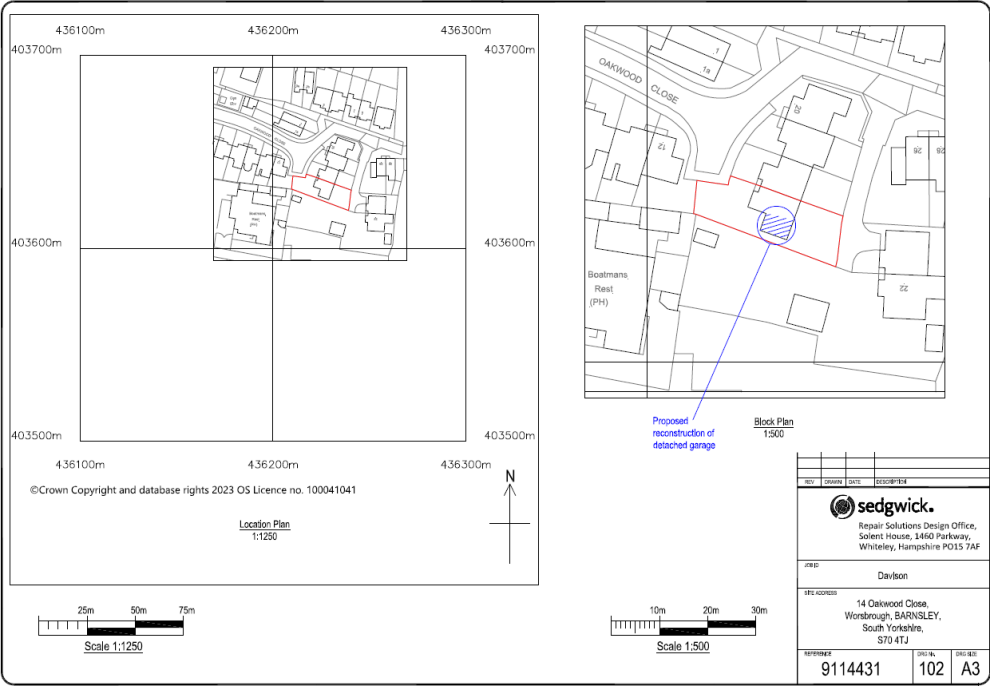 436100m 436200m 436300m
403700m 403700m
OAKWOOD CLOSE
Boatmans
Rest
(PH)
403600m 403600m
403500m 403500m
436100m 436200m 436300m
©Crown Copyright and database rights 2023 OS Licence no. 100041041
N
Location Plan
1:1250
25m 50m 75m
Scale 1:1250
1
1a
OAKWOOD CLOSE
20
12
26
28
22
Boatmans
Rest
(PH)
Proposed
reconstruction of
detached garage
Block Plan
1:500
10m 20m 30m
Scale 1:500
REV DRAWN DATE DESCRIPTION
sedgwick.
Repair Solutions Design Office,
Solent House, 1460 Parkway,
Whiteley, Hampshire PO15 7AF
JOB ID
Davison
SITE ADDRESS
14 Oakwood Close,
Worsbrough, BARNSLEY,
South Yorkshire,
S70 4TJ
REFERENCE DRG No. DRG SIZE
9114431 102 A3